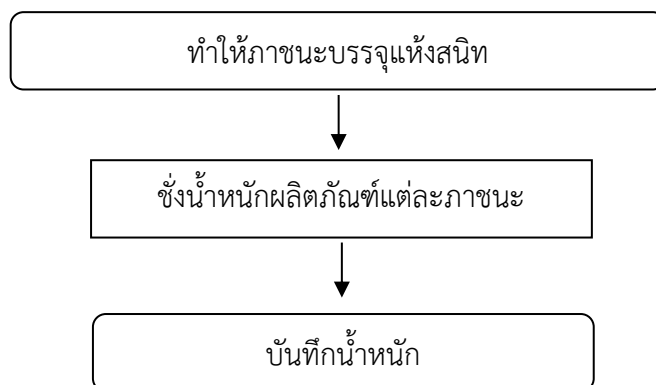 ทำให้ภาชนะบรรจุแห้งสนิท
ชั่งน้ำหนักผลิตภัณฑ์แต่ละภาชนะ
บันทึกน้ำหนัก